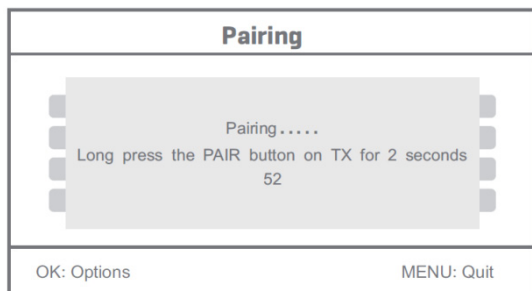 Pairing
Pairing.....
Long press the PAIR button on TX for 2 seconds
52
OK: Options
MENU: Quit